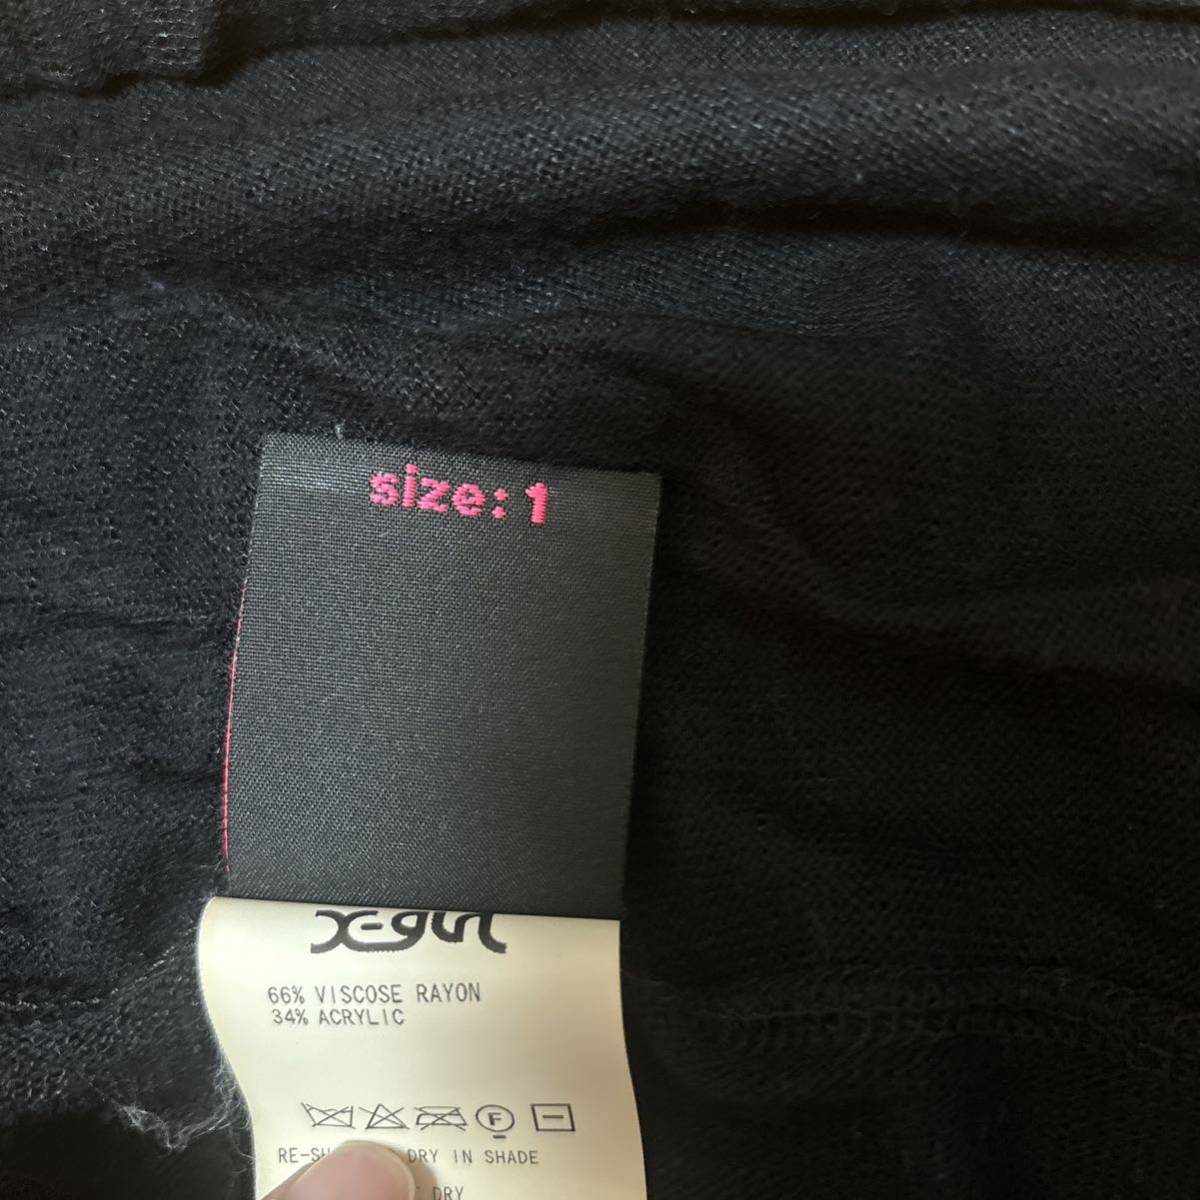 size: 1
X-girl
66% VISCOSE RAYON
34% ACRYLIC
F
DRY IN SHADE
DRY